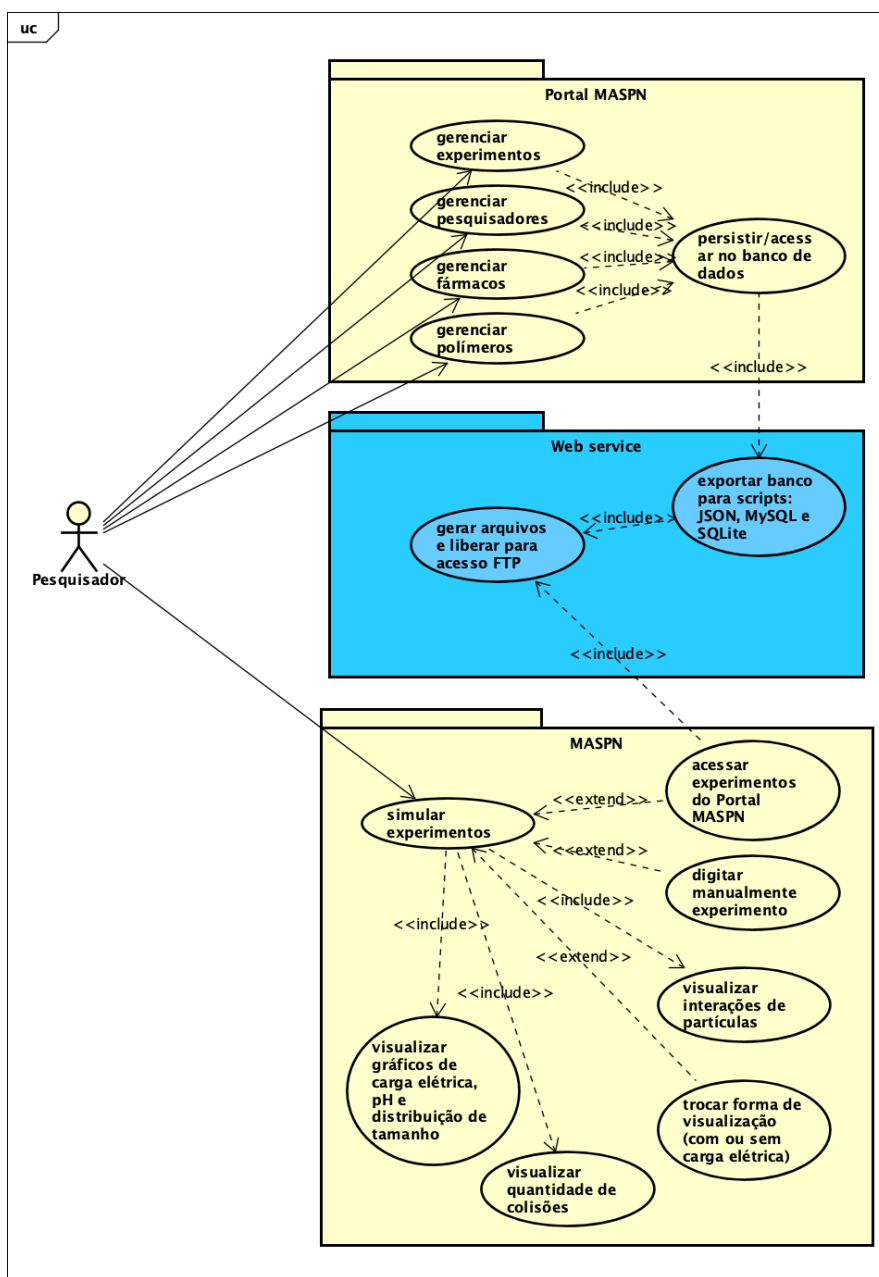 uc
Portal MASPN
gerenciar
experimentos
<<include>>
gerenciar
pesquisadores
<<include>>
persistir/acess
ar no banco de
dados
gerenciar
fármacos
<<include>>
<<include>>
gerenciar
polímeros
<<include>>
Web service
exportar banco
para scripts:
JSON, MySQL e
SQLite
<<include>>
gerar arquivos
e liberar para
acesso FTP
Pesquisador
<<include>>
MASPN
acessar
experimentos
do Portal
MASPN
<<extend>>
simular
experimentos
<<extend>>
digitar
manualmente
experimento
<<include>>
<<include>>
<<extend>>
visualizar
interações de
partículas
<<include>>
visualizar
gráficos de
carga elétrica,
pH e
distribuição de
tamanho
trocar forma de
visualização
(com ou sem
carga elétrica)
visualizar
quantidade de
colisões